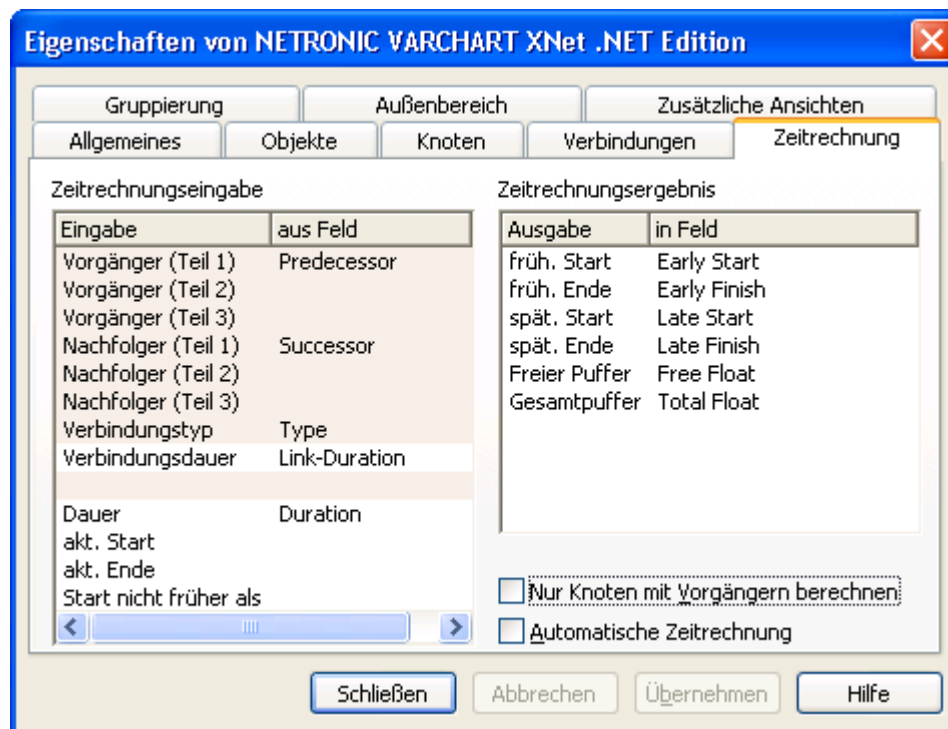 Eigenschaften von NETRONIC VARCHART XNet .NET Edition
Gruppierung Außenbereich Zusätzliche Ansichten
Allgemeines Objekte Knoten Verbindungen Zeitrechnung
Zeitrechnungseingabe
Eingabe aus Feld
Vorgänger (Teil 1) Predecessor
Vorgänger (Teil 2)
Vorgänger (Teil 3)
Nachfolger (Teil 1) Successor
Nachfolger (Teil 2)
Nachfolger (Teil 3)
Verbindungstyp Type
Verbindungsdauer Link-Duration
Dauer Duration
akt. Start
akt. Ende
Start nicht früher als
Zeitrechnungsergebnis
Ausgabe in Feld
früh. Start Early Start
früh. Ende Early Finish
spät. Start Late Start
spät. Ende Late Finish
Freier Puffer Free Float
Gesamtpuffer Total Float
Nur Knoten mit Vorgängern berechnen
Automatische Zeitrechnung
Schließen Abbrechen Übernehmen Hilfe